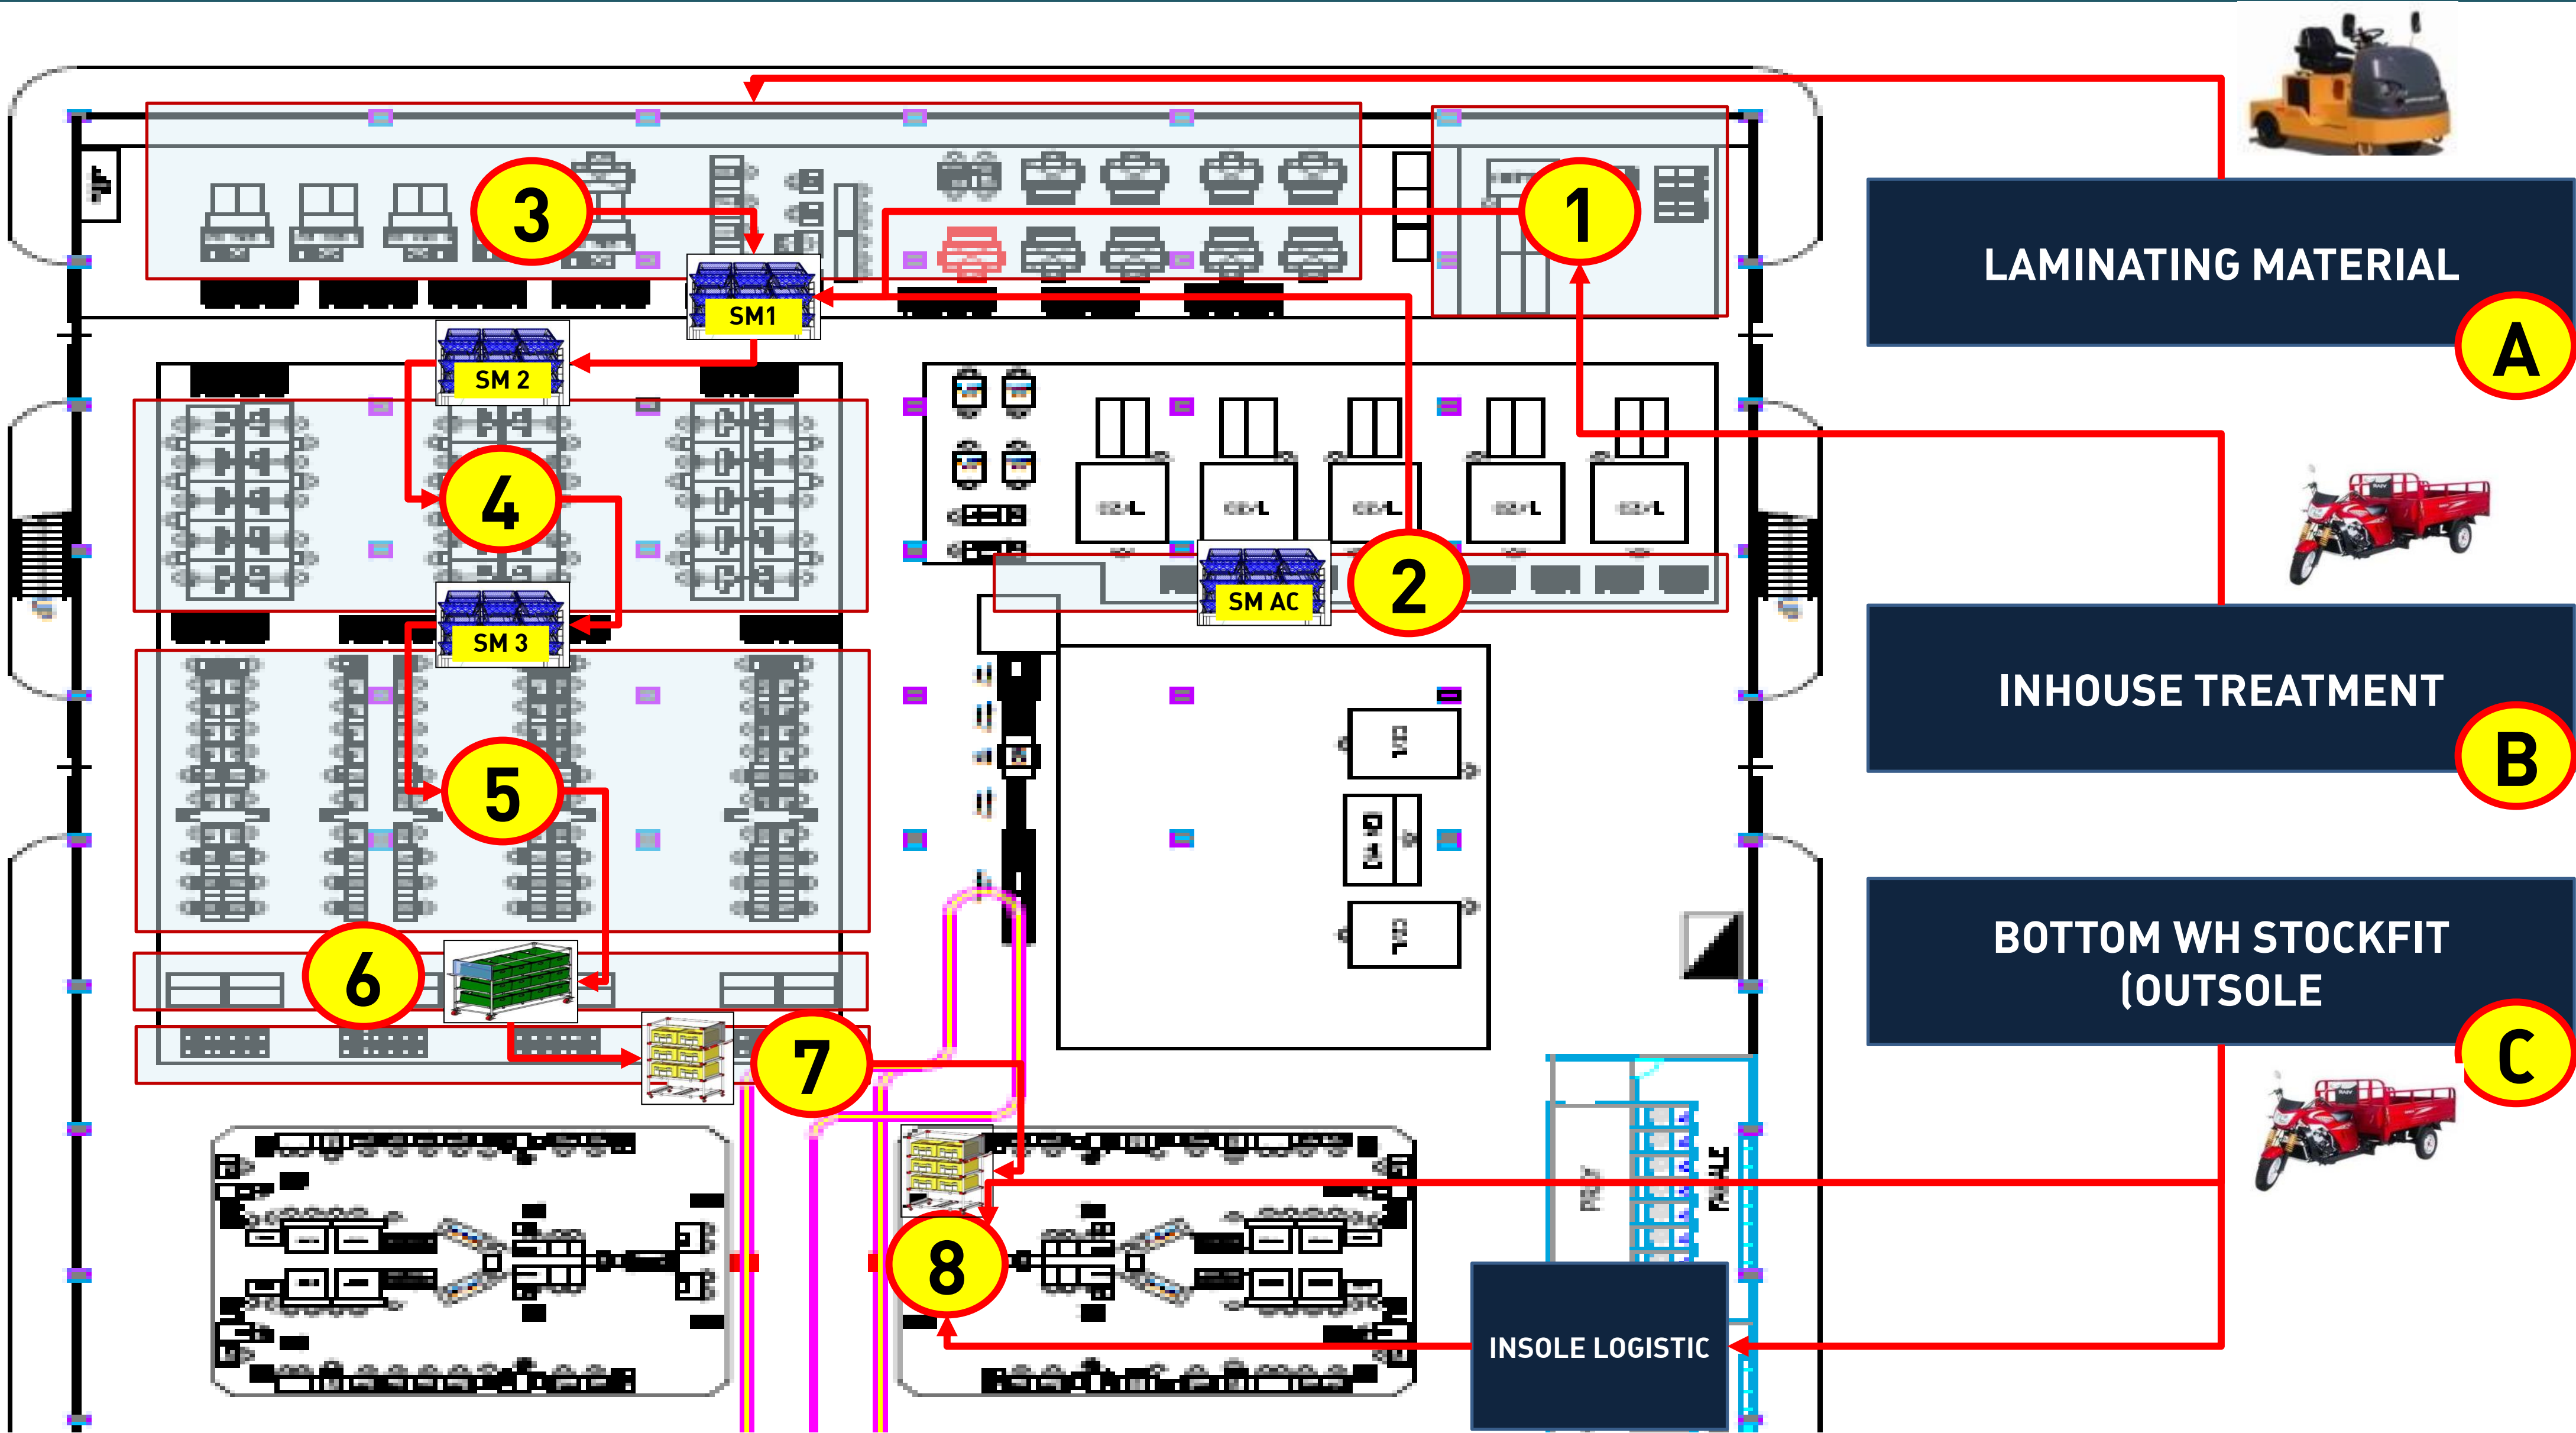 3
1
LAMINATING MATERIAL
A
SM1
SM 2
4
2
SM AC
SM 3
INHOUSE TREATMENT
B
5
BOTTOM WH STOCKFIT
(OUTSOLE
C
6
7
8
INSOLE LOGISTIC